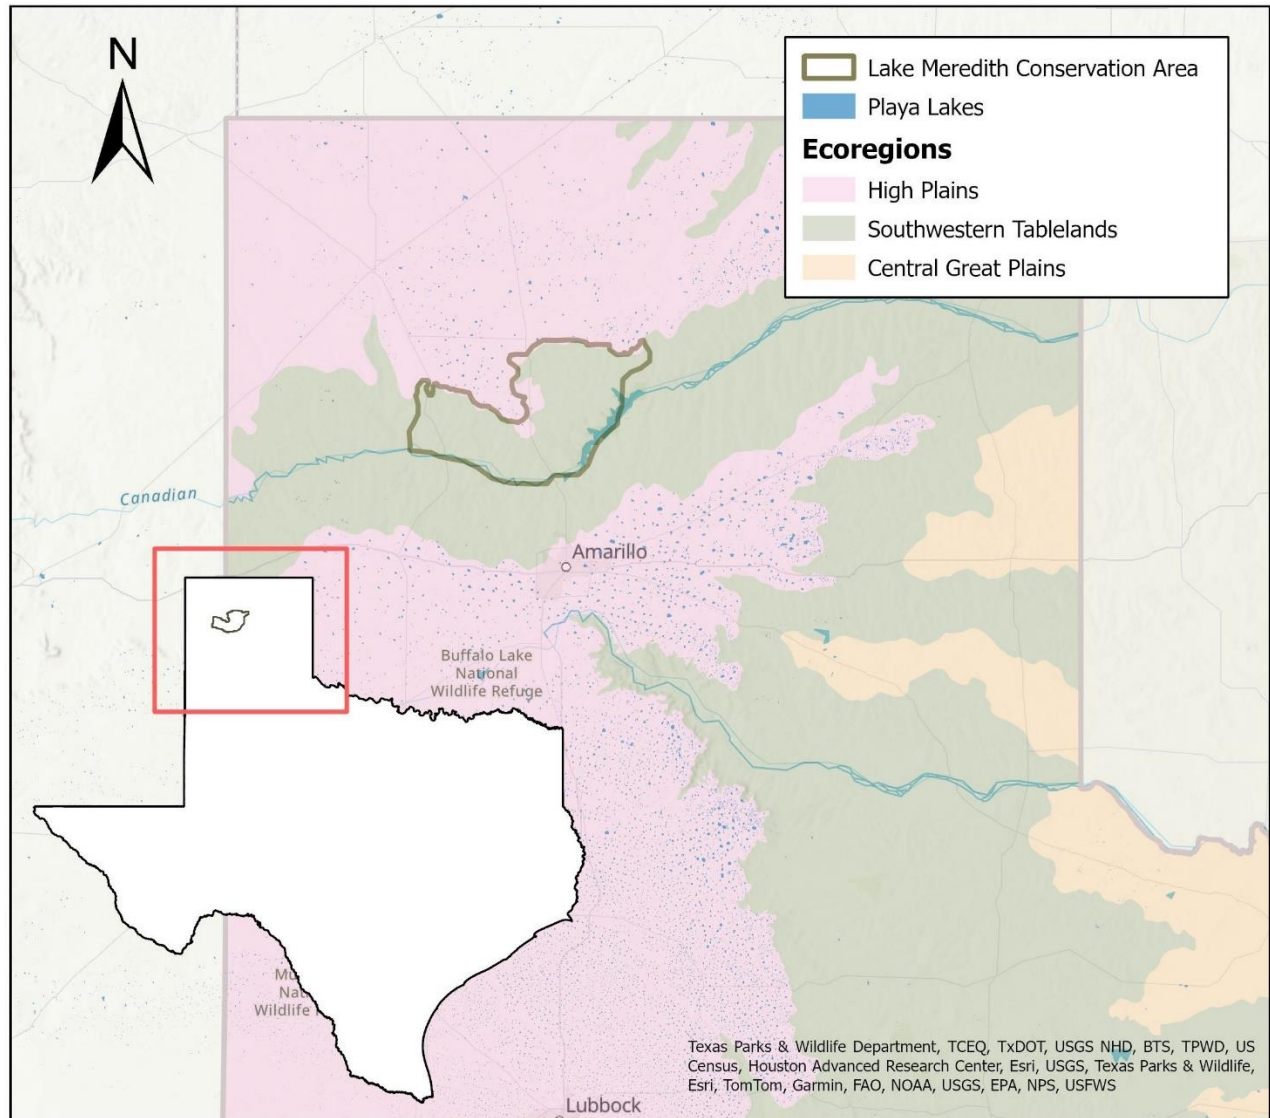 N
Lake Meredith Conservation Area
Playa Lakes
Ecoregions
High Plains
Southwestern Tablelands
Central Great Plains
Canadian
Amarillo
Buffalo Lake
National
Wildlife Refuge
Lubbock
Texas Parks & Wildlife Department, TCEQ, TxDOT, USGS NHD, BTS, TPWD, US
Census, Houston Advanced Research Center, Esri, USGS, Texas Parks & Wildlife,
Esri, TomTom, Garmin, FAO, NOAA, USGS, EPA, NPS, USFWS